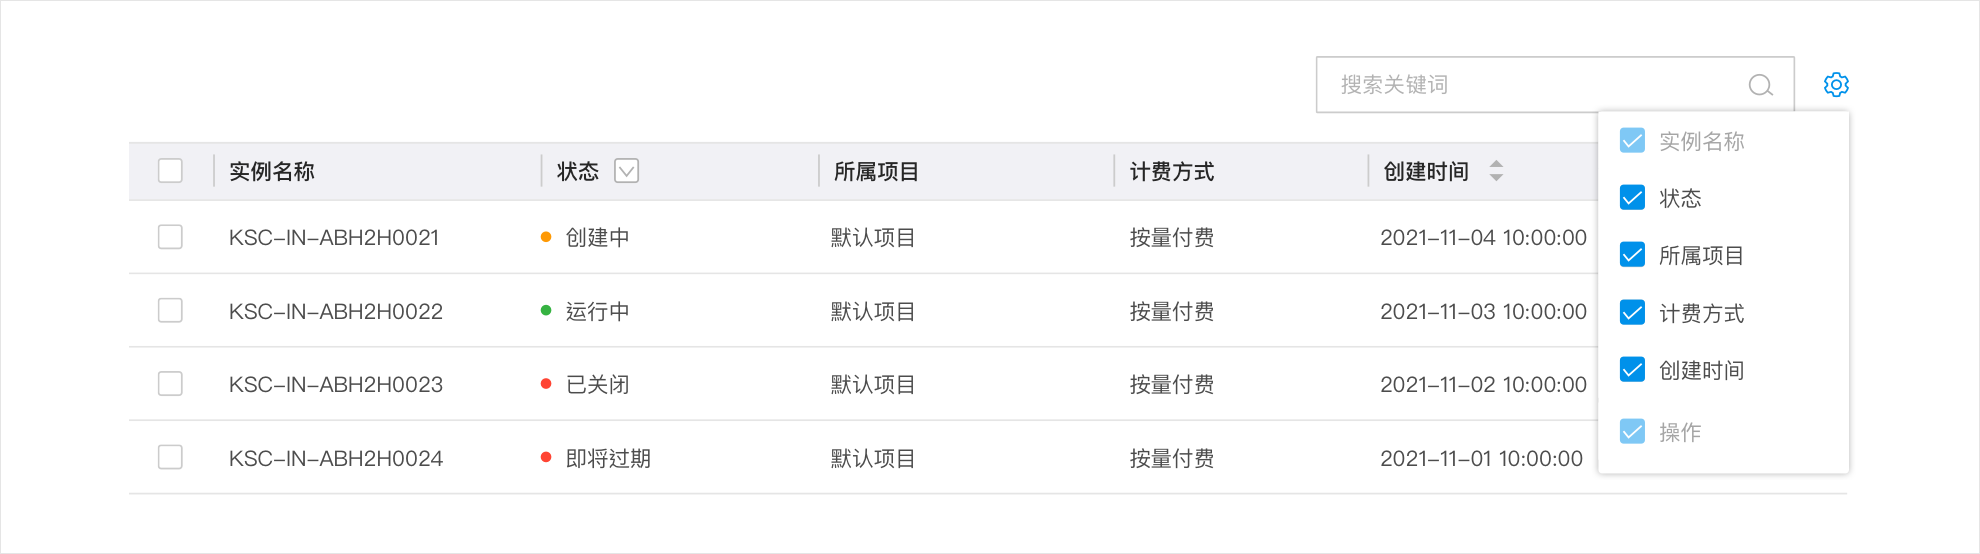 搜索关键词
实例名称 状态 所属项目 计费方式 创建时间
KSC-IN-ABH2H0021 创建中 默认项目 按量付费 2021-11-04 10:00:00
KSC-IN-ABH2H0022 运行中 默认项目 按量付费 2021-11-03 10:00:00
KSC-IN-ABH2H0023 已关闭 默认项目 按量付费 2021-11-02 10:00:00
KSC-IN-ABH2H0024 即将过期 默认项目 按量付费 2021-11-01 10:00:00
实例名称
状态
所属项目
计费方式
创建时间
操作